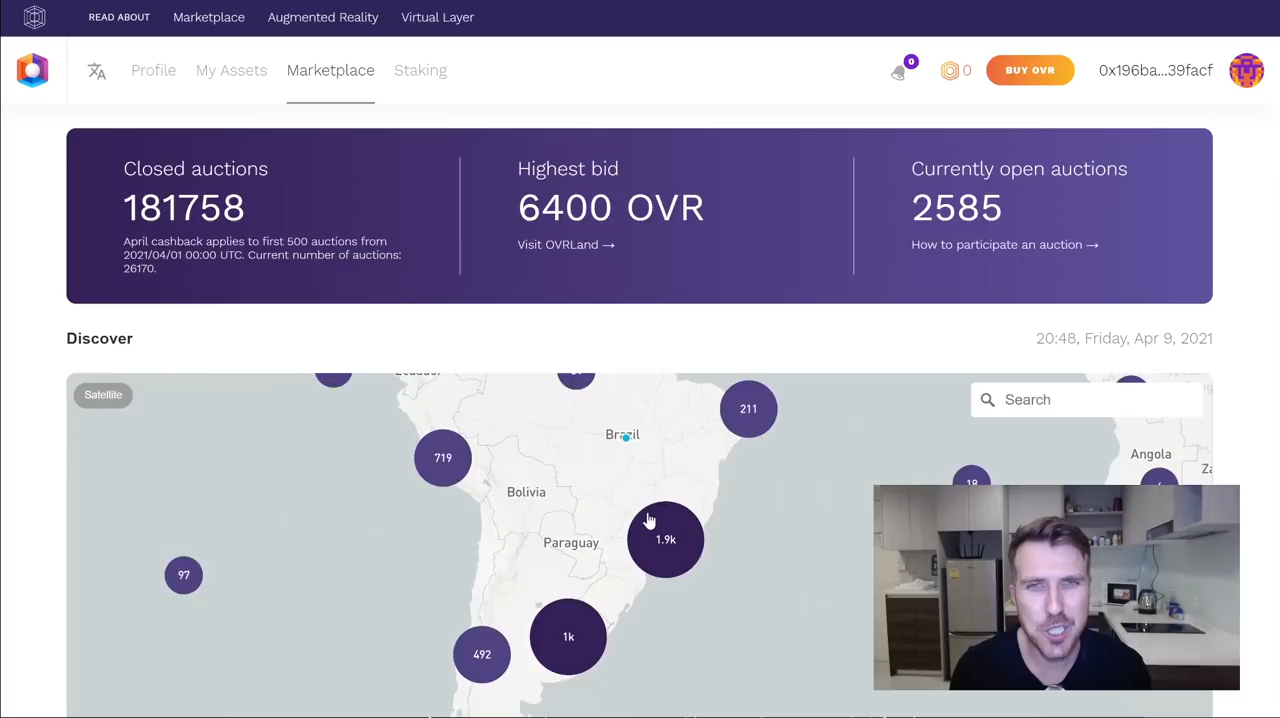 READ ABOUT Marketplace Augmented Reality Virtual Layer
Profile My Assets Marketplace Staking 0 0 BUY OVR 0x196ba...39facf
Closed auctions
181758
April cashback applies to first 500 auctions from
2021/04/01 00:00 UTC. Current number of auctions:
26170.
Highest bid
6400 OVR
Visit OVRLand →
Currently open auctions
2585
How to participate an auction →
Discover
20:48, Friday, Apr 9, 2021
Satellite
Search
Ecuador
211
Brazil
719
Angola
18
Bolivia
1.9k
Paraguay
97
1k
492